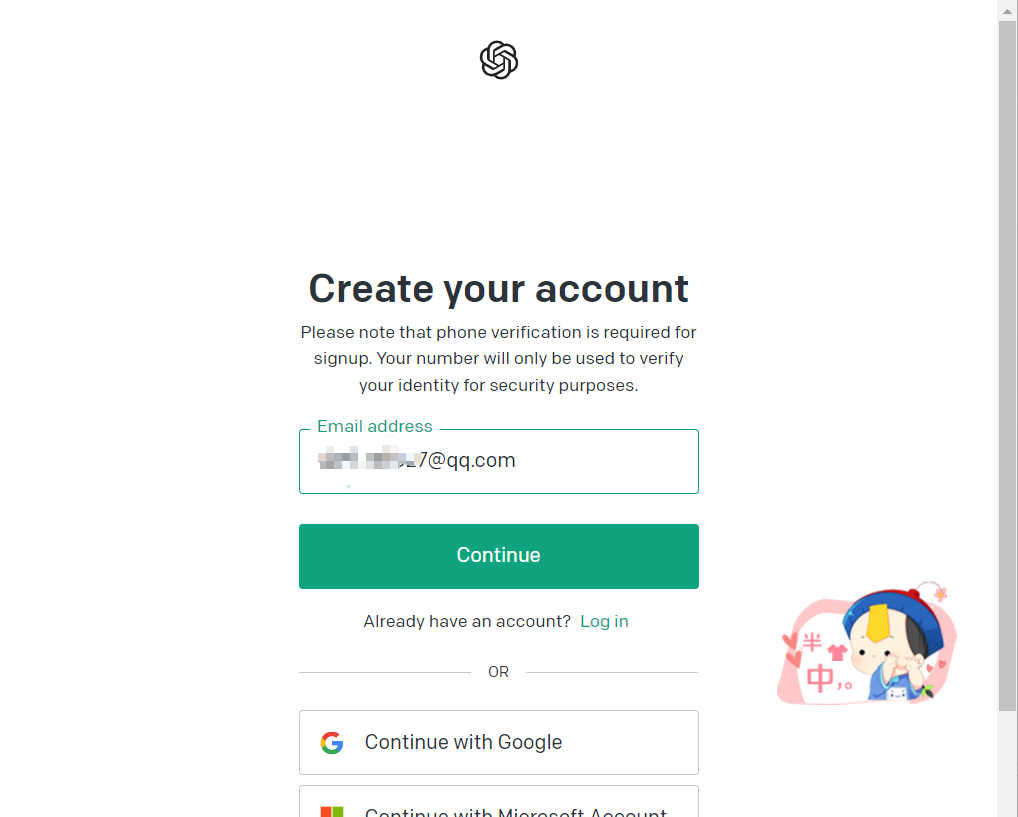 Create your account
Please note that phone verification is required for
signup. Your number will only be used to verify
your identity for security purposes.
Email address
27@qq.com
Continue
Already have an account? Log in
OR
Continue with Google
Continue with Microsoft Account
半
中,。